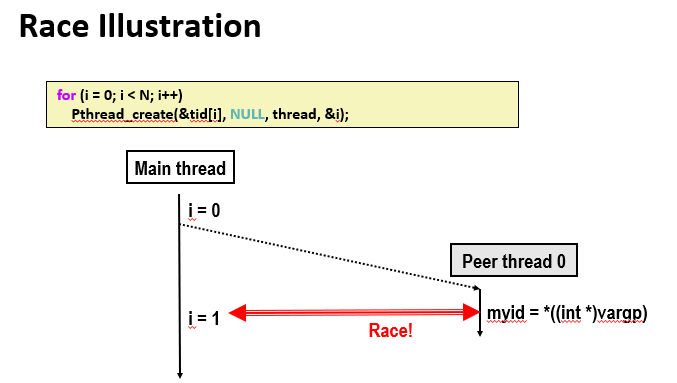 Race Illustration
for (i = 0; i < N; i++)
Pthread_create(&tid[i], NULL, thread, &i);
Main thread
i = 0
Peer thread 0
i = 1
myid = *((int *)vargp)
Race!